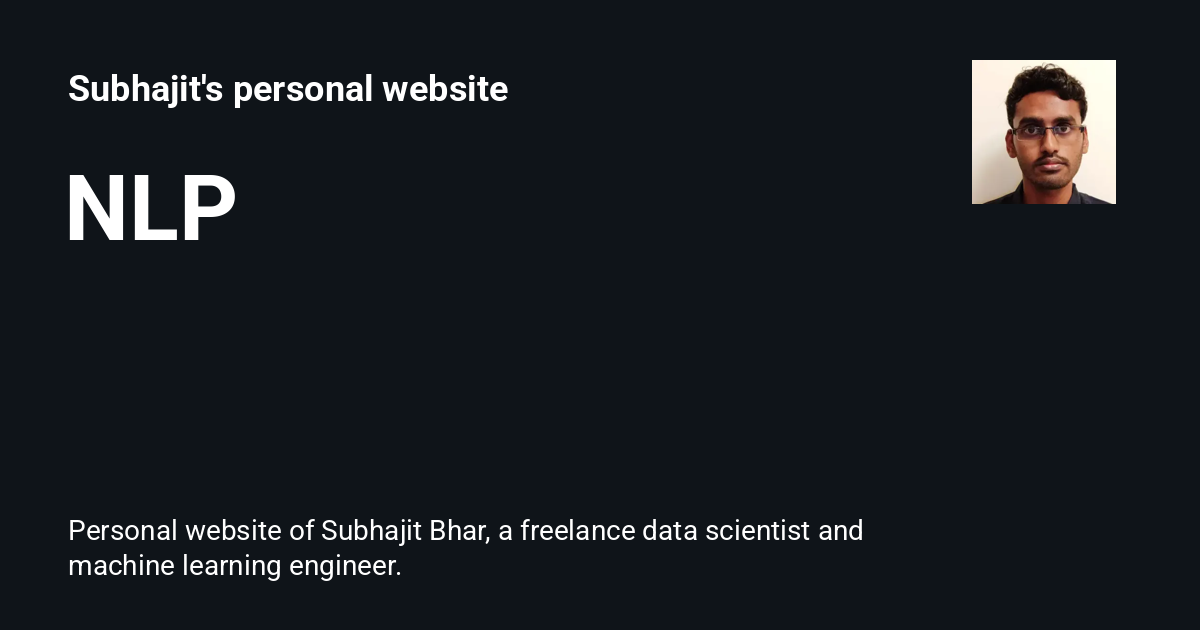 Subhajit's personal website
NLP
Personal website of Subhajit Bhar, a freelance data scientist and
machine learning engineer.